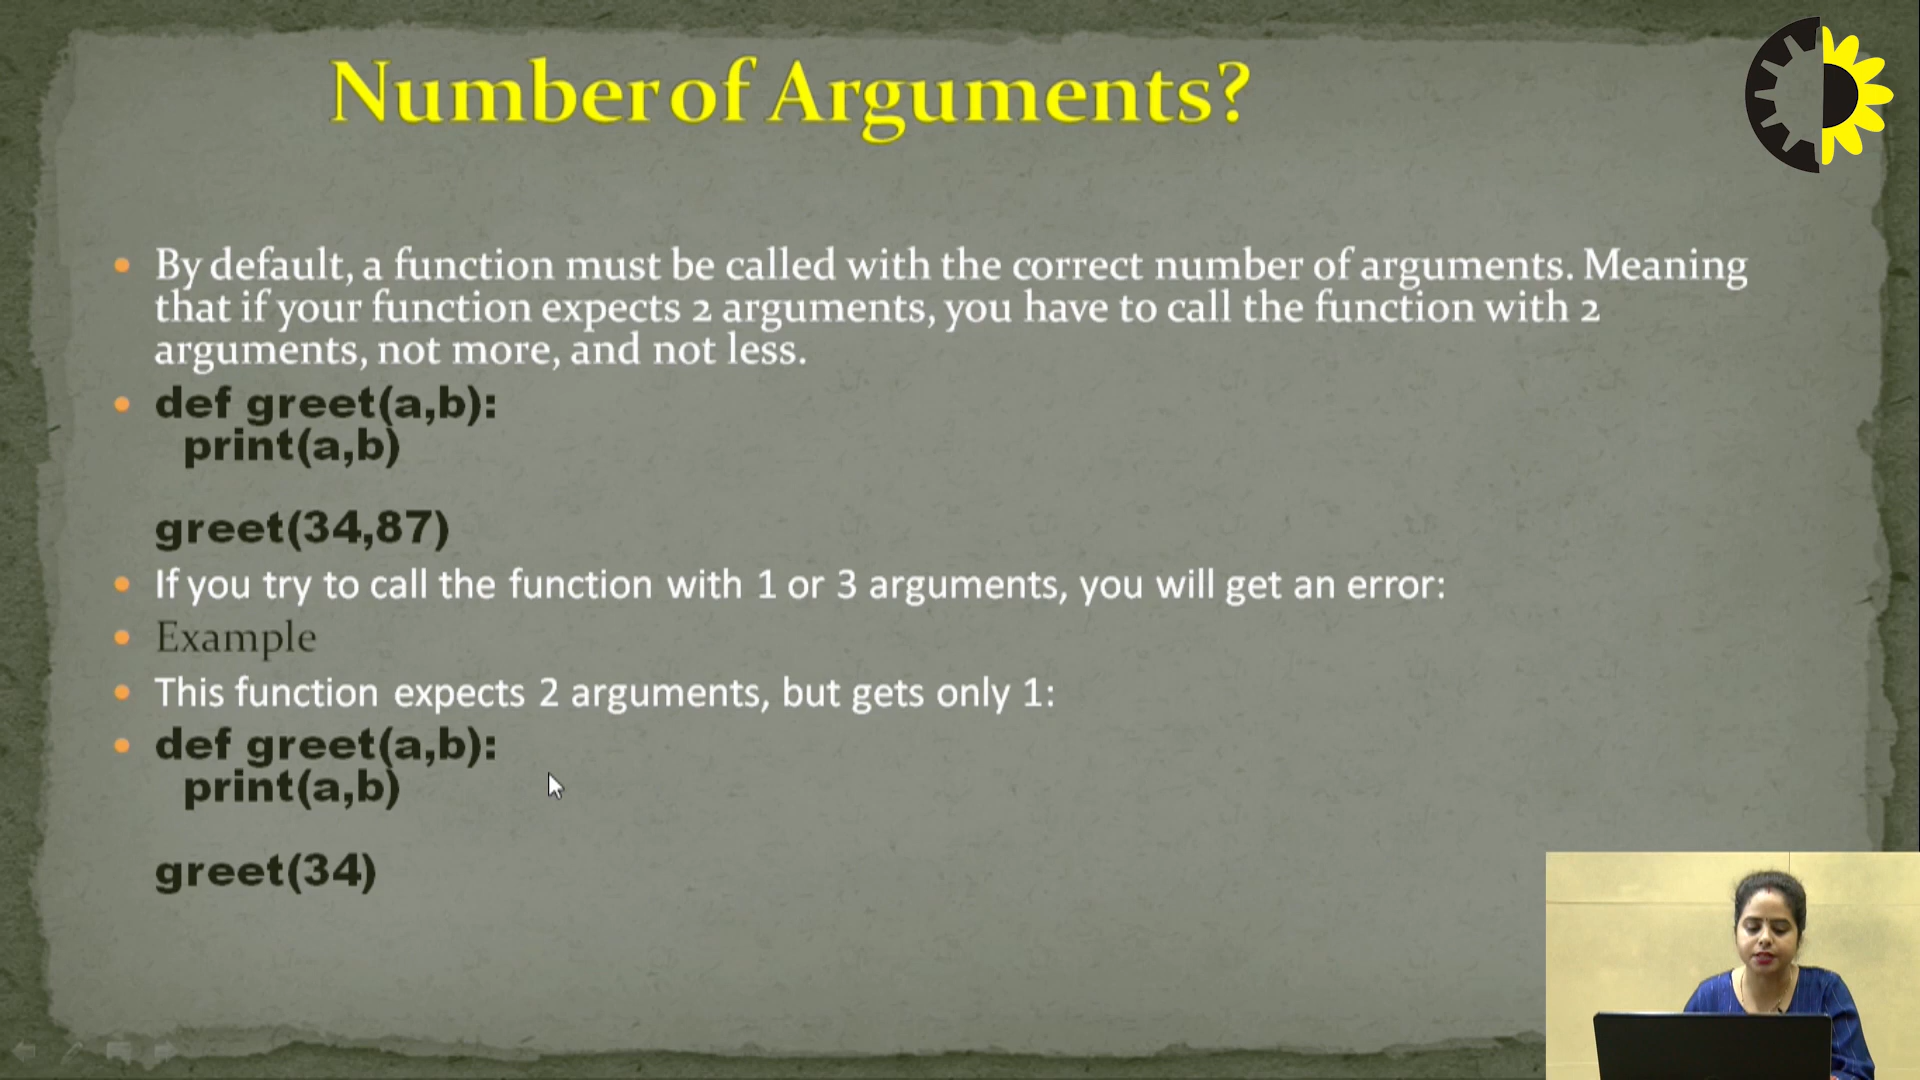 Number of Arguments?
By default, a function must be called with the correct number of arguments. Meaning
that if your function expects 2 arguments, you have to call the function with 2
arguments, not more, and not less.
def greet(a,b):
print(a,b)
greet(34,87)
If you try to call the function with 1 or 3 arguments, you will get an error:
Example
This function expects 2 arguments, but gets only 1:
def greet(a,b):
print(a,b)
greet(34)